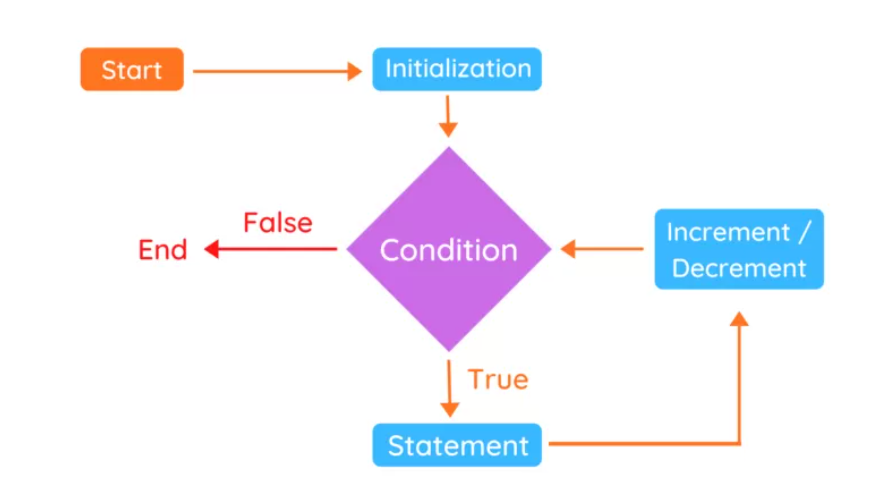 Start
Initialization
False
End
Condition
Increment /
Decrement
True
Statement